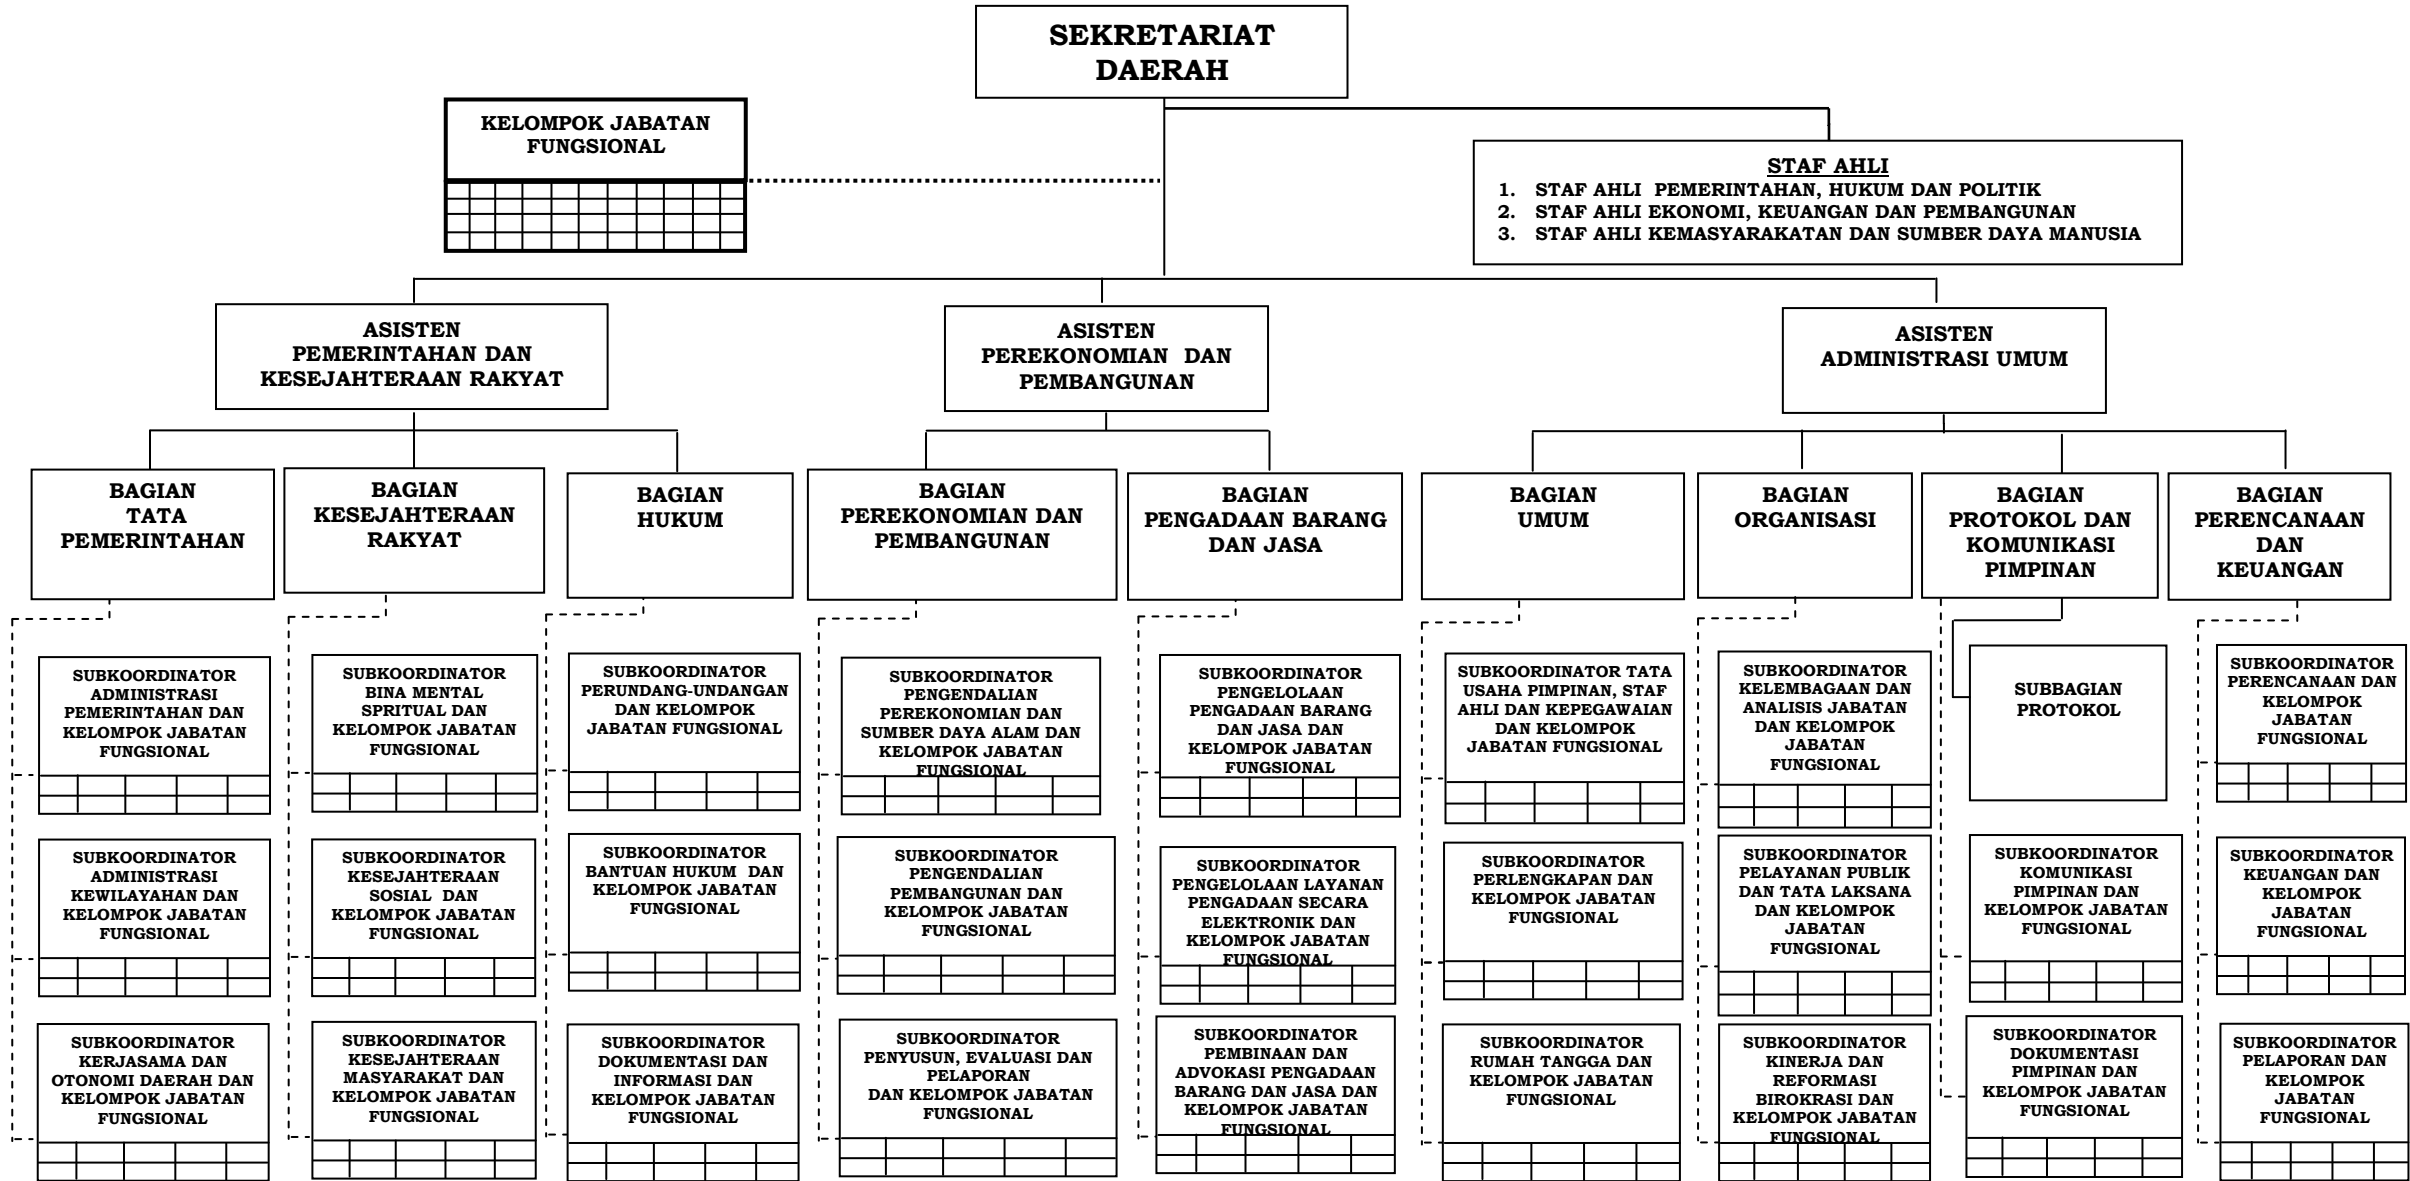 SEKRETARIAT
DAERAH
KELOMPOK JABATAN
FUNGSIONAL
STAF AHLI
1. STAF AHLI PEMERINTAHAN, HUKUM DAN POLITIK
2. STAF AHLI EKONOMI, KEUANGAN DAN PEMBANGUNAN
3. STAF AHLI KEMASYARAKATAN DAN SUMBER DAYA MANUSIA
ASISTEN
PEMERINTAHAN DAN
KESEJAHTERAAN RAKYAT
ASISTEN
PEREKONOMIAN DAN
PEMBANGUNAN
ASISTEN
ADMINISTRASI UMUM
BAGIAN
TATA
PEMERINTAHAN
BAGIAN
KESEJAHTERAAN
RAKYAT
BAGIAN
HUKUM
BAGIAN
PEREKONOMIAN DAN
PEMBANGUNAN
BAGIAN
PENGADAAN BARANG
DAN JASA
BAGIAN
UMUM
BAGIAN
ORGANISASI
BAGIAN
PROTOKOL DAN
KOMUNIKASI
PIMPINAN
BAGIAN
PERENCANAAN
DAN
KEUANGAN
SUBKOORDINATOR
ADMINISTRASI
PEMERINTAHAN DAN
KELOMPOK JABATAN
FUNGSIONAL
SUBKOORDINATOR
BINA MENTAL
SPRITUAL DAN
KELOMPOK JABATAN
FUNGSIONAL
SUBKOORDINATOR
PERUNDANG-UNDANGAN
DAN KELOMPOK
JABATAN FUNGSIONAL
SUBKOORDINATOR
PENGENDALIAN
PEREKONOMIAN DAN
SUMBER DAYA ALAM DAN
KELOMPOK JABATAN
FUNGSIONAL
SUBKOORDINATOR
PENGELOLAAN
PENGADAAN BARANG
DAN JASA DAN
KELOMPOK JABATAN
FUNGSIONAL
SUBKOORDINATOR TATA
USAHA PIMPINAN, STAF
AHLI DAN KEPEGAWAIAN
DAN KELOMPOK
JABATAN FUNGSIONAL
SUBKOORDINATOR
KELEMBAGAAN DAN
ANALISIS JABATAN
DAN KELOMPOK
JABATAN
FUNGSIONAL
SUBBAGIAN
PROTOKOL
SUBKOORDINATOR
PERENCANAAN DAN
KELOMPOK
JABATAN
FUNGSIONAL
SUBKOORDINATOR
ADMINISTRASI
KEWILAYAHAN DAN
KELOMPOK JABATAN
FUNGSIONAL
SUBKOORDINATOR
KESEJAHTERAAN
SOSIAL DAN
KELOMPOK JABATAN
FUNGSIONAL
SUBKOORDINATOR
BANTUAN HUKUM DAN
KELOMPOK JABATAN
FUNGSIONAL
SUBKOORDINATOR
PENGENDALIAN
PEMBANGUNAN DAN
KELOMPOK JABATAN
FUNGSIONAL
SUBKOORDINATOR
PENGELOLAAN LAYANAN
PENGADAAN SECARA
ELEKTRONIK DAN
KELOMPOK JABATAN
FUNGSIONAL
SUBKOORDINATOR
PERLENGKAPAN DAN
KELOMPOK JABATAN
FUNGSIONAL
SUBKOORDINATOR
PELAYANAN PUBLIK
DAN TATA LAKSANA
DAN KELOMPOK
JABATAN
FUNGSIONAL
SUBKOORDINATOR
KOMUNIKASI
PIMPINAN DAN
KELOMPOK JABATAN
FUNGSIONAL
SUBKOORDINATOR
KEUANGAN DAN
KELOMPOK
JABATAN
FUNGSIONAL
SUBKOORDINATOR
KERJASAMA DAN
OTONOMI DAERAH DAN
KELOMPOK JABATAN
FUNGSIONAL
SUBKOORDINATOR
KESEJAHTERAAN
MASYARAKAT DAN
KELOMPOK JABATAN
FUNGSIONAL
SUBKOORDINATOR
DOKUMENTASI DAN
INFORMASI DAN
KELOMPOK JABATAN
FUNGSIONAL
SUBKOORDINATOR
PENYUSUN, EVALUASI DAN
PELAPORAN
DAN KELOMPOK JABATAN
FUNGSIONAL
SUBKOORDINATOR
PEMBINAAN DAN
ADVOKASI PENGADAAN
BARANG DAN JASA DAN
KELOMPOK JABATAN
FUNGSIONAL
SUBKOORDINATOR
RUMAH TANGGA DAN
KELOMPOK JABATAN
FUNGSIONAL
SUBKOORDINATOR
KINERJA DAN
REFORMASI
BIROKRASI DAN
KELOMPOK JABATAN
FUNGSIONAL
SUBKOORDINATOR
DOKUMENTASI
PIMPINAN DAN
KELOMPOK JABATAN
FUNGSIONAL
SUBKOORDINATOR
PELAPORAN DAN
KELOMPOK
JABATAN
FUNGSIONAL